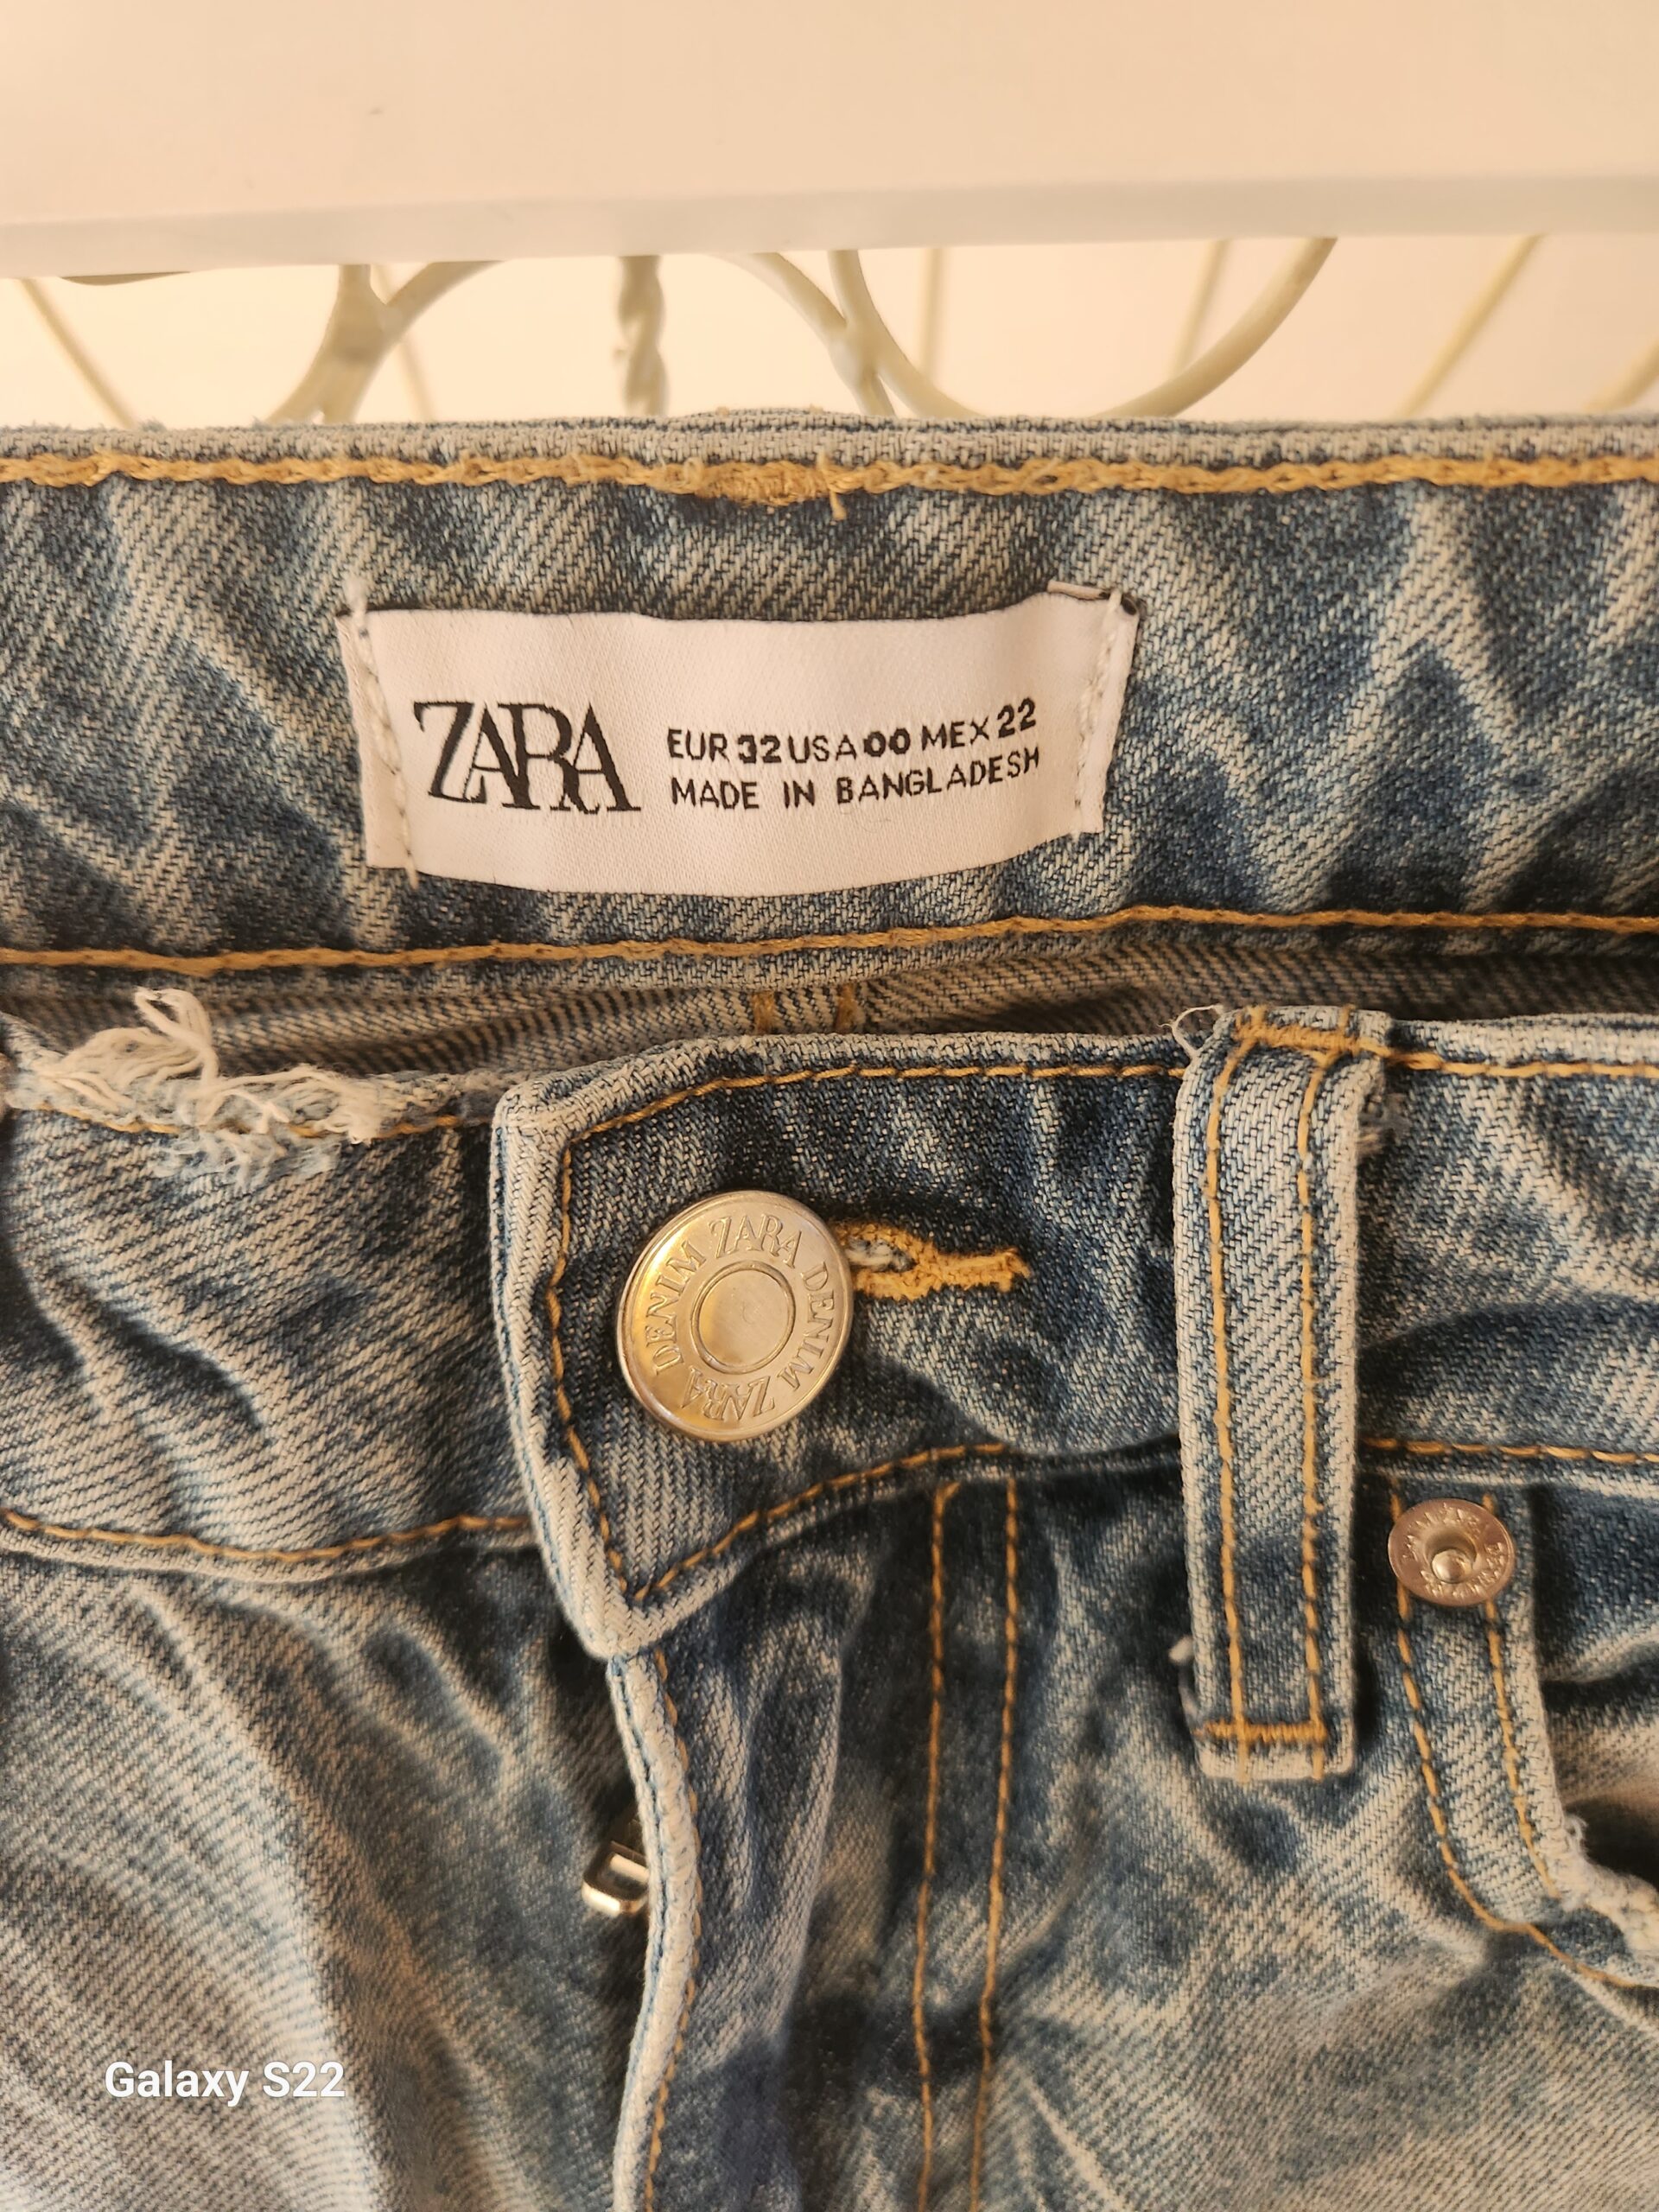 ZARA
EUR 32 USA 00 MEX 22
MADE IN BANGLADESH
ZARA DENIM ZARA DENIM
Galaxy S22